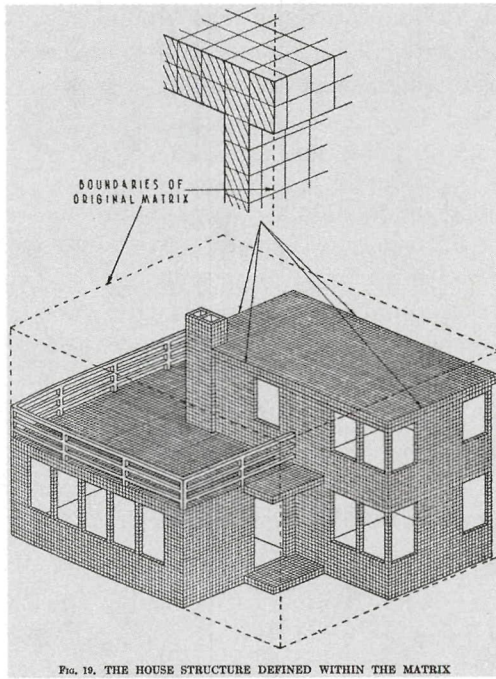 BOUNDARIES OF
ORIGINAL MATRIX
FIG. 19. THE HOUSE STRUCTURE DEFINED WITHIN THE MATRIX